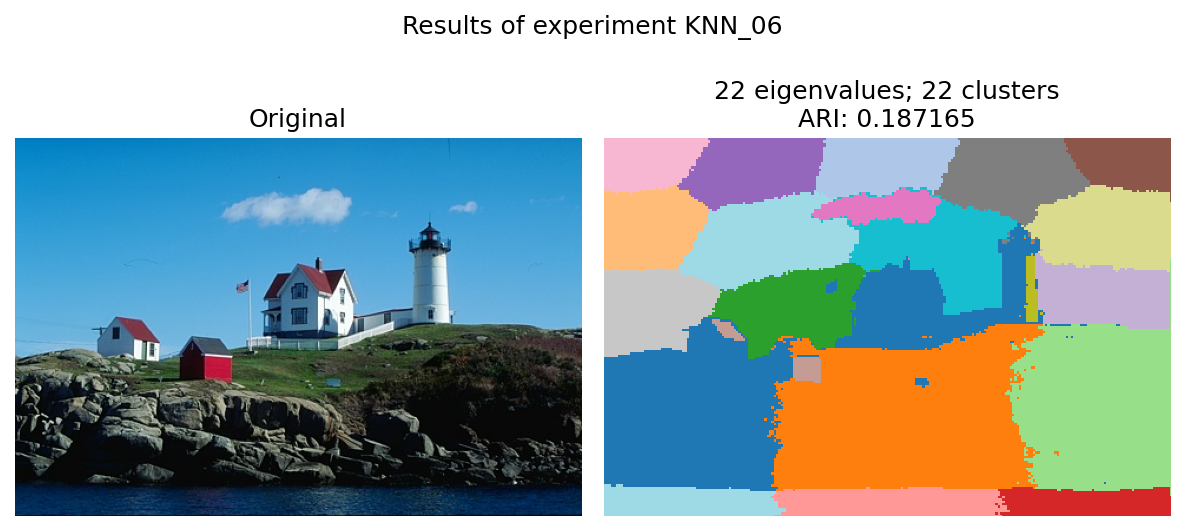 Results of experiment KNN_06
Original
22 eigenvalues; 22 clusters
ARI: 0.187165